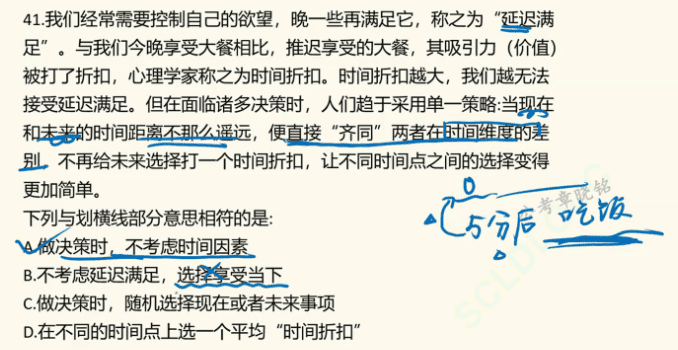 41.我们经常需要控制自己的欲望，晚一些再满足它，称之为“延迟满
足”。与我们今晚享受大餐相比，推迟享受的大餐，其吸引力（价值）
被打了折扣，心理学家称之为时间折扣。时间折扣越大，我们越无法
接受延迟满足。但在面临诸多决策时，人们趋于采用单一策略:当现在
和未来的时间距离不那么遥远，便直接“齐同”两者在时间维度的差
别，不再给未来选择打一个时间折扣，让不同时间点之间的选择变得
更加简单。
下列与划横线部分意思相符的是:
A.做决策时，不考虑时间因素
B.不考虑延迟满足，选择享受当下
C.做决策时，随机选择现在或者未来事项
D.在不同的时间点上选一个平均“时间折扣”
0
5分后 吃饭
考章晓铭